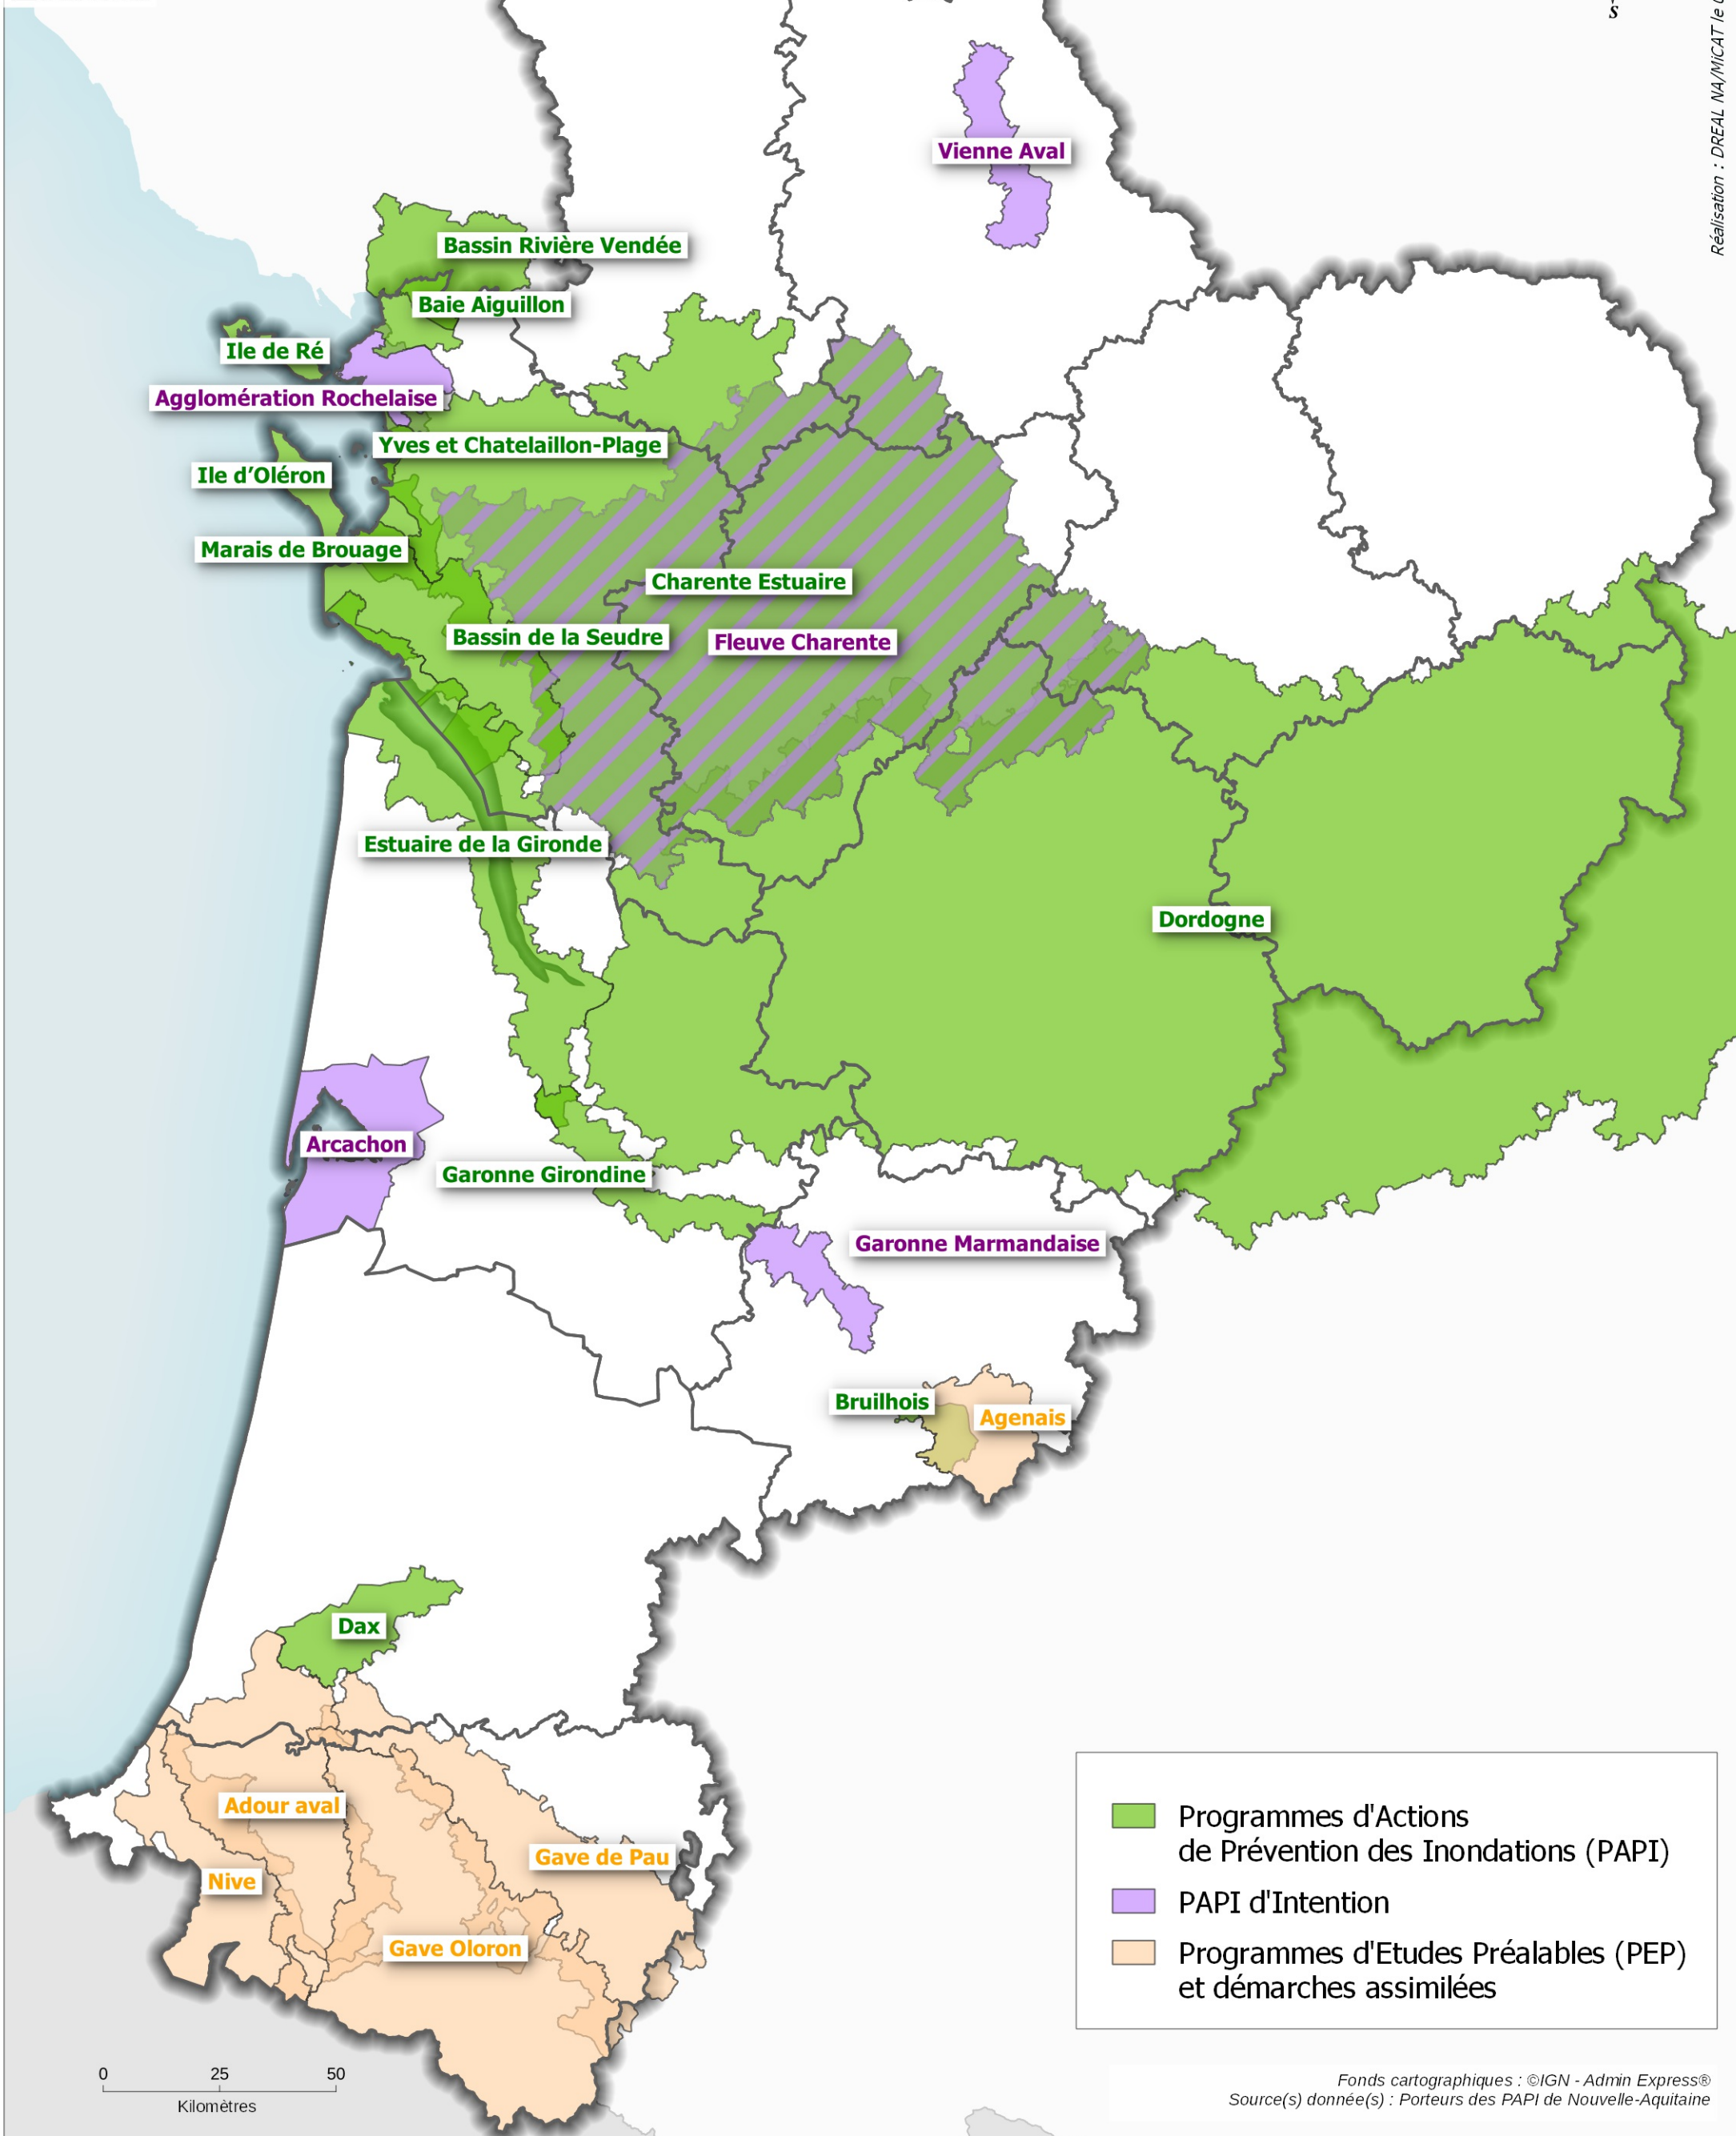 s
Réalisation : DREAL NA/MiCAT le
Vienne Aval
Bassin Rivière Vendée
Baie Aiguillon
Ile de Ré
Agglomération Rochelaise
Yves et Chatelaillon-Plage
Ile d’Oléron
Marais de Brouage
Charente Estuaire
Bassin de la Seudre
Fleuve Charente
Estuaire de la Gironde
Dordogne
Arcachon
Garonne Girondine
Garonne Marmandaise
Bruilhois
Agenais
Dax
Adour aval
Gave de Pau
Nive
Gave Oloron
Programmes d'Actions
de Prévention des Inondations (PAPI)
PAPI d'Intention
Programmes d'Etudes Préalables (PEP)
et démarches assimilées
0 25 50
Kilomètres
Fonds cartographiques : ©IGN - Admin Express®
Source(s) donnée(s) : Porteurs des PAPI de Nouvelle-Aquitaine